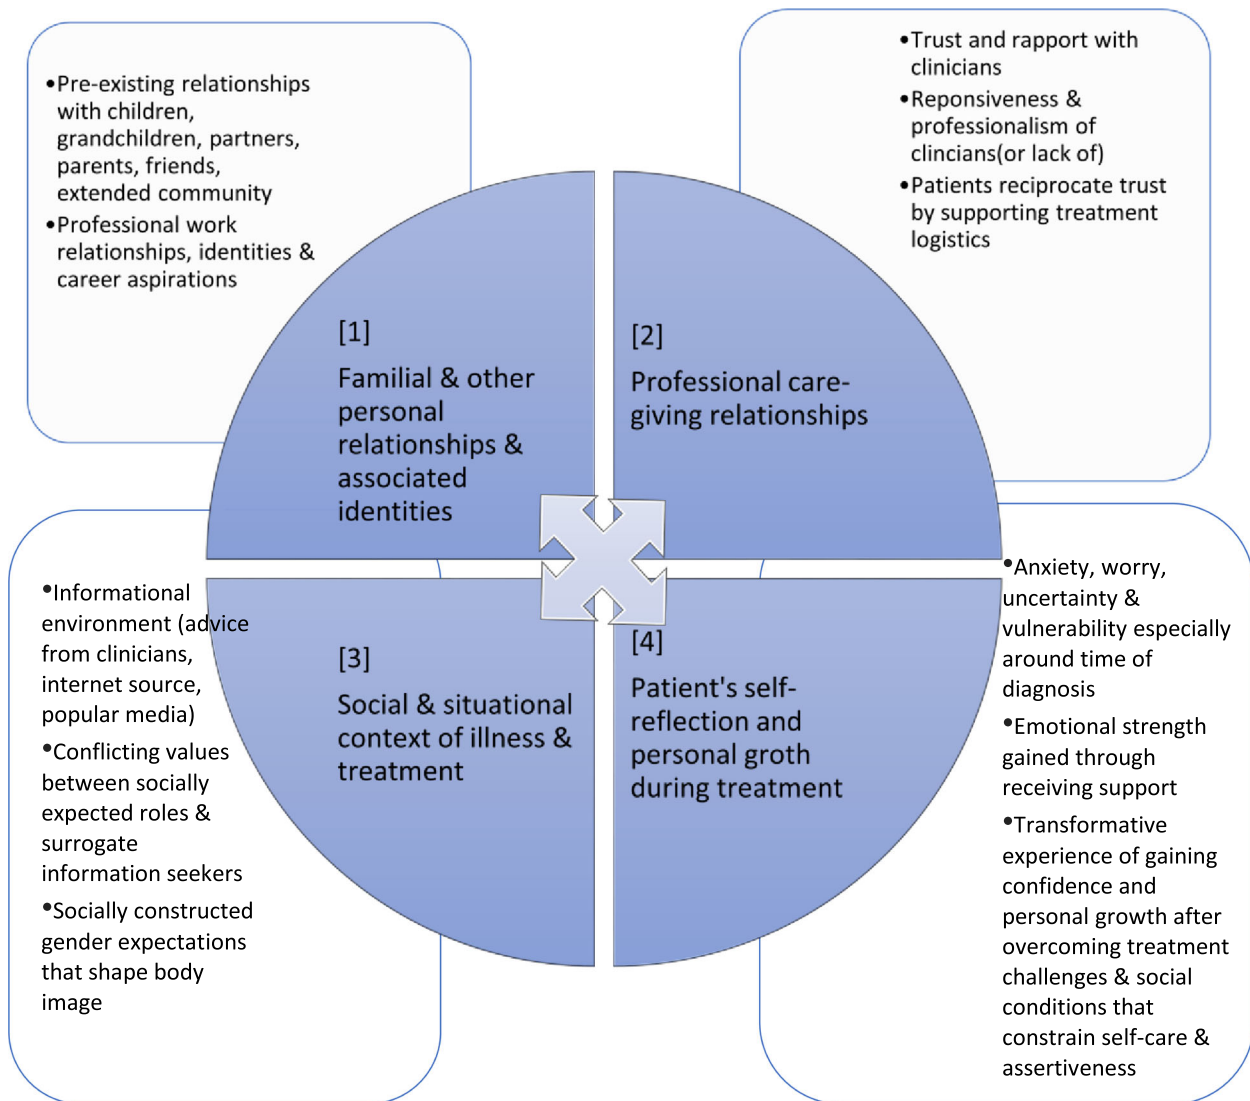 •Pre-existing relationships
with children,
grandchildren, partners,
parents, friends,
extended community
•Professional work
relationships, identities &
career aspirations
•Trust and rapport with
clinicians
•Reponsiveness &
professionalism of
clincians(or lack of)
•Patients reciprocate trust
by supporting treatment
logistics
[1]
Familial & other
personal
relationships &
associated
identities
[2]
Professional care-
giving relationships
•Informational
environment (advice
from clinicians,
internet source,
popular media)
•Conflicting values
between socially
expected roles &
surrogate
information seekers
•Socially constructed
gender expectations
that shape body
image
[3]
Social & situational
context of illness &
treatment
[4]
Patient's self-
reflection and
personal groth
during treatment
•Anxiety, worry,
uncertainty &
vulnerability especially
around time of
diagnosis
•Emotional strength
gained through
receiving support
•Transformative
experience of gaining
confidence and
personal growth after
overcoming treatment
challenges & social
conditions that
constrain self-care &
assertiveness